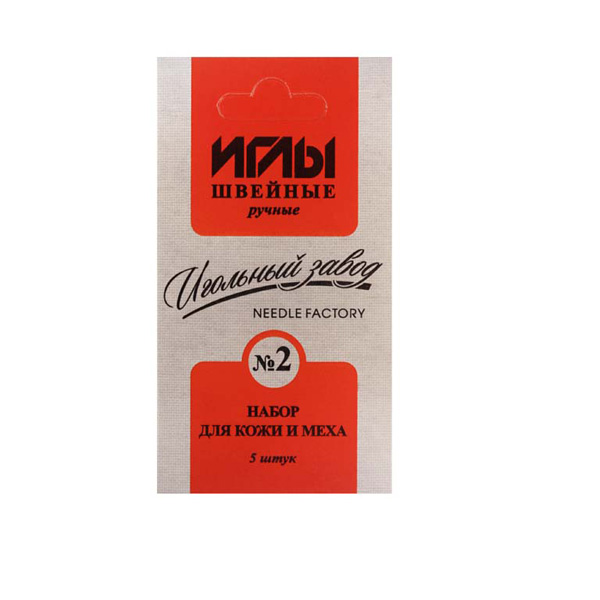 ИГЛЫ
ШВЕЙНЫЕ
ручные
Игольный завод
NEEDLE FACTORY
№2
НАБОР
ДЛЯ КОЖИ И МЕХА
5 штук